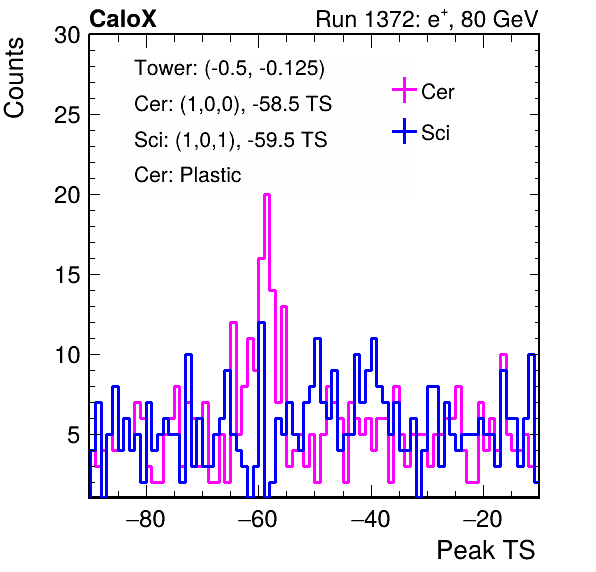 CaloX Run 1372: e⁺, 80 GeV
Counts
30
25
20
15
10
5
Tower: (-0.5, -0.125)
Cer: (1,0,0), -58.5 TS
Sci: (1,0,1), -59.5 TS
Cer: Plastic
Cer
Sci
−80 −60 −40 −20
Peak TS